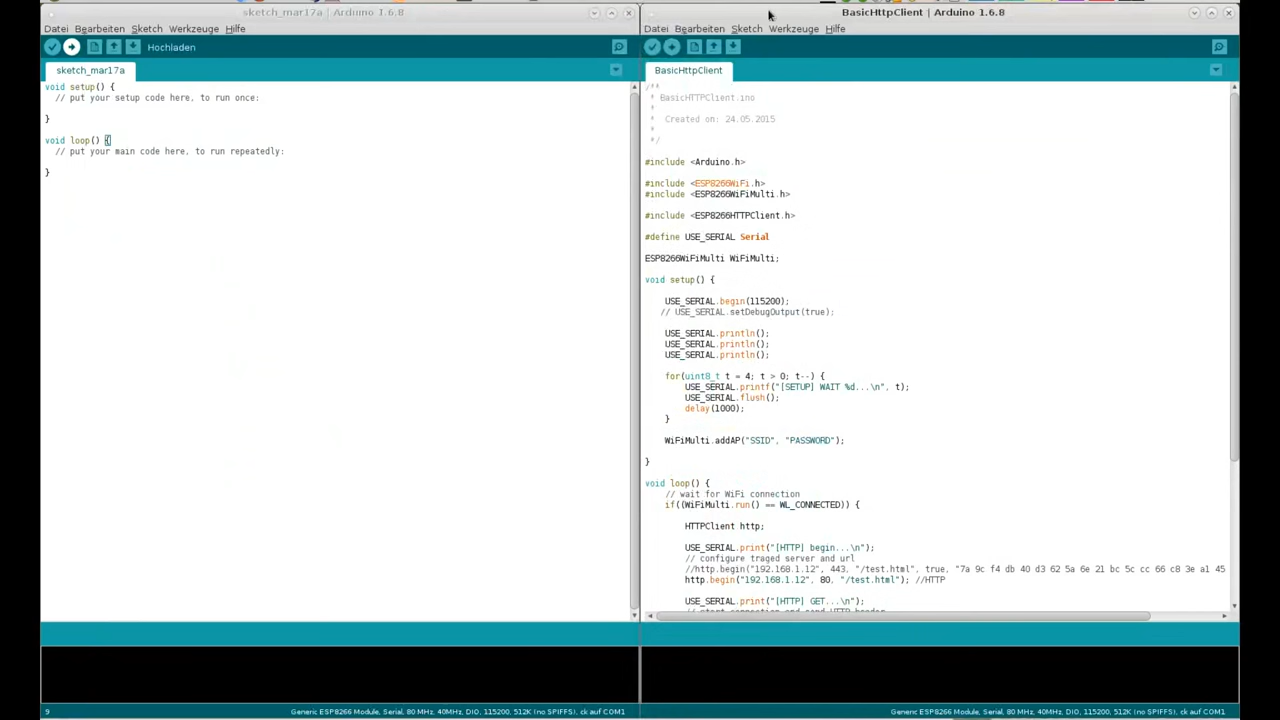 sketch_mar17a | Arduino 1.6.8
Datei Bearbeiten Sketch Werkzeuge Hilfe
Hochladen
sketch_mar17a
void setup() {
// put your setup code here, to run once:
}
void loop() {
// put your main code here, to run repeatedly:
}
9
Generic ESP8266 Module, Serial, 80 MHz, 40MHz, DIO, 115200, 512K (no SPIFFS), ck auf COM1
BasicHttpClient | Arduino 1.6.8
Datei Bearbeiten Sketch Werkzeuge Hilfe
BasicHttpClient
/**
* BasicHTTPClient.ino
*
* Created on: 24.05.2015
*
*/
#include <Arduino.h>
#include <ESP8266WiFi.h>
#include <ESP8266WiFiMulti.h>
#include <ESP8266HTTPClient.h>
#define USE_SERIAL Serial
ESP8266WiFiMulti WiFiMulti;
void setup() {
USE_SERIAL.begin(115200);
// USE_SERIAL.setDebugOutput(true);
USE_SERIAL.println();
USE_SERIAL.println();
USE_SERIAL.println();
for(uint8_t t = 4; t > 0; t--) {
USE_SERIAL.printf("[SETUP] WAIT %d...\n", t);
USE_SERIAL.flush();
delay(1000);
}
WiFiMulti.addAP("SSID", "PASSWORD");
}
void loop() {
// wait for WiFi connection
if((WiFiMulti.run() == WL_CONNECTED)) {
HTTPClient http;
USE_SERIAL.print("[HTTP] begin...\n");
// configure traged server and url
//http.begin("192.168.1.12", 443, "/test.html", true, "7a 9c f4 db 40 d3 62 5a 6e 21 bc 5c cc 66 c8 3e a1 45
http.begin("192.168.1.12", 80, "/test.html"); //HTTP
USE_SERIAL.print("[HTTP] GET...\n");
// start connection and send HTTP header
Generic ESP8266 Module, Serial, 80 MHz, 40MHz, DIO, 115200, 512K (no SPIFFS), ck auf COM1